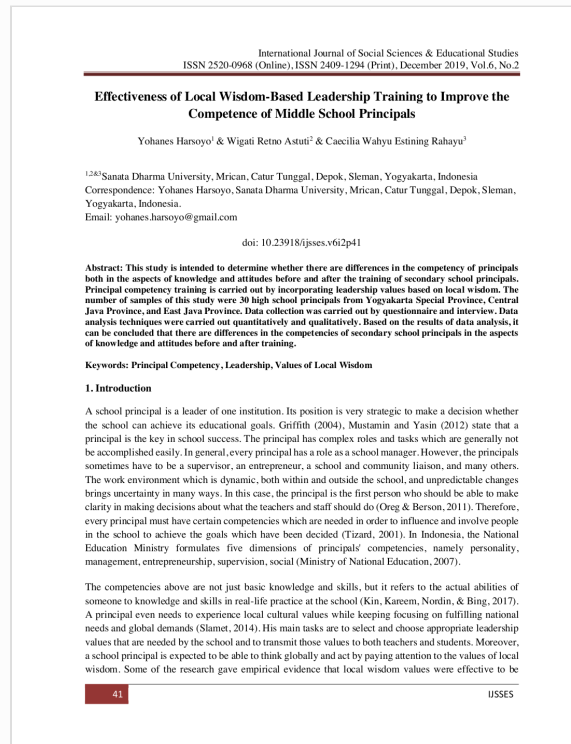 International Journal of Social Sciences & Educational Studies
ISSN 2520-0968 (Online), ISSN 2409-1294 (Print), December 2019, Vol.6, No.2
Effectiveness of Local Wisdom-Based Leadership Training to Improve the
Competence of Middle School Principals
Yohanes Harsoyo¹ & Wigati Retno Astuti² & Caecilia Wahyu Estining Rahayu³
1,2&3Sanata Dharma University, Mrican, Catur Tunggal, Depok, Sleman, Yogyakarta, Indonesia
Correspondence: Yohanes Harsoyo, Sanata Dharma University, Mrican, Catur Tunggal, Depok, Sleman,
Yogyakarta, Indonesia.
Email: yohanes.harsoyo@gmail.com
doi: 10.23918/ijsses.v6i2p41
Abstract: This study is intended to determine whether there are differences in the competency of principals
both in the aspects of knowledge and attitudes before and after the training of secondary school principals.
Principal competency training is carried out by incorporating leadership values based on local wisdom. The
number of samples of this study were 30 high school principals from Yogyakarta Special Province, Central
Java Province, and East Java Province. Data collection was carried out by questionnaire and interview. Data
analysis techniques were carried out quantitatively and qualitatively. Based on the results of data analysis, it
can be concluded that there are differences in the competencies of secondary school principals in the aspects
of knowledge and attitudes before and after training.
Keywords: Principal Competency, Leadership, Values of Local Wisdom
1. Introduction
A school principal is a leader of one institution. Its position is very strategic to make a decision whether
the school can achieve its educational goals. Griffith (2004), Mustamin and Yasin (2012) state that a
principal is the key in school success. The principal has complex roles and tasks which are generally not
be accomplished easily. In general, every principal has a role as a school manager. However, the principals
sometimes have to be a supervisor, an entrepreneur, a school and community liaison, and many others.
The work environment which is dynamic, both within and outside the school, and unpredictable changes
brings uncertainty in many ways. In this case, the principal is the first person who should be able to make
clarity in making decisions about what the teachers and staff should do (Oreg & Berson, 2011). Therefore,
every principal must have certain competencies which are needed in order to influence and involve people
in the school to achieve the goals which have been decided (Tizard, 2001). In Indonesia, the National
Education Ministry formulates five dimensions of principals' competencies, namely personality,
management, entrepreneurship, supervision, social (Ministry of National Education, 2007).
The competencies above are not just basic knowledge and skills, but it refers to the actual abilities of
someone to knowledge and skills in real-life practice at the school (Kin, Kareem, Nordin, & Bing, 2017).
A principal even needs to experience local cultural values while keeping focusing on fulfilling national
needs and global demands (Slamet, 2014). His main tasks are to select and choose appropriate leadership
values that are needed by the school and to transmit those values to both teachers and students. Moreover,
a school principal is expected to be able to think globally and act by paying attention to the values of local
wisdom. Some of the research gave empirical evidence that local wisdom values were effective to be
41
IJSSES